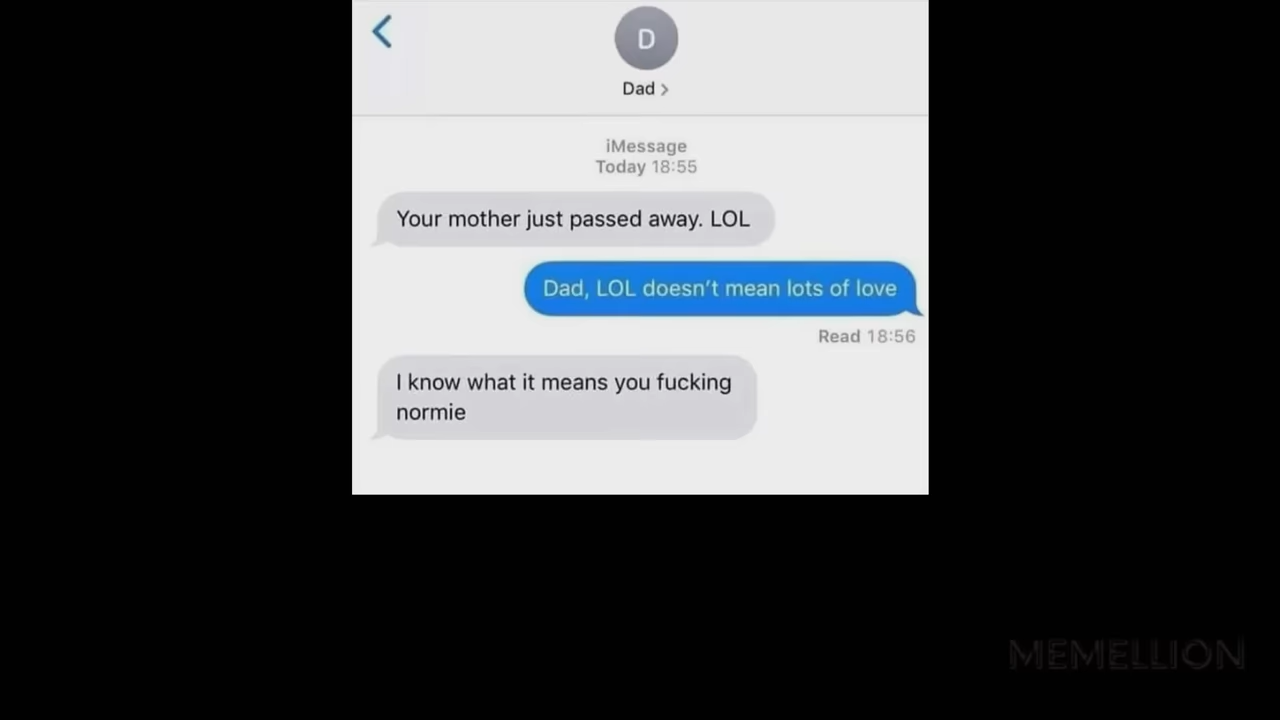 D
Dad >
iMessage
Today 18:55
Your mother just passed away. LOL
Dad, LOL doesn’t mean lots of love
Read 18:56
I know what it means you fucking
normie
MEMELLION